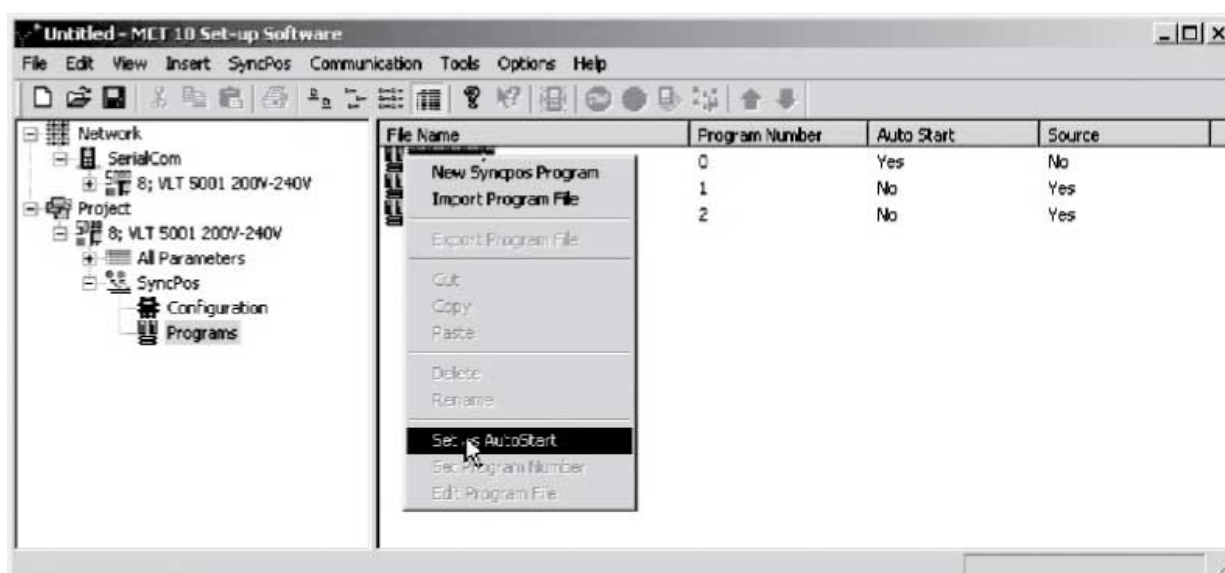 Untitled - MCT 10 Set-up Software
File Edit View Insert SyncPos Communication Tools Options Help
Network
SerialCom
8; VLT 5001 200V-240V
Project
8; VLT 5001 200V-240V
All Parameters
SyncPos
Configuration
Programs
File Name Program Number Auto Start Source
0 Yes No
1 No Yes
2 No Yes
New Syncpos Program
Import Program File
Export Program File
Cut
Copy
Paste
Delete
Rename
Set as AutoStart
Set Program Number
Edit Program File